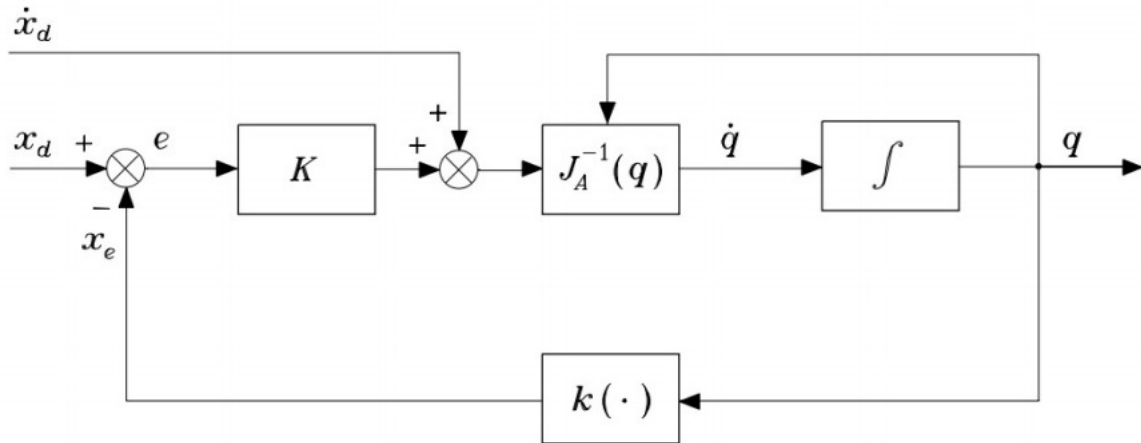 ẋ_d
x_d + e K + + J_A^{-1}(q) q̇ ∫ q
−
x_e
k(·)